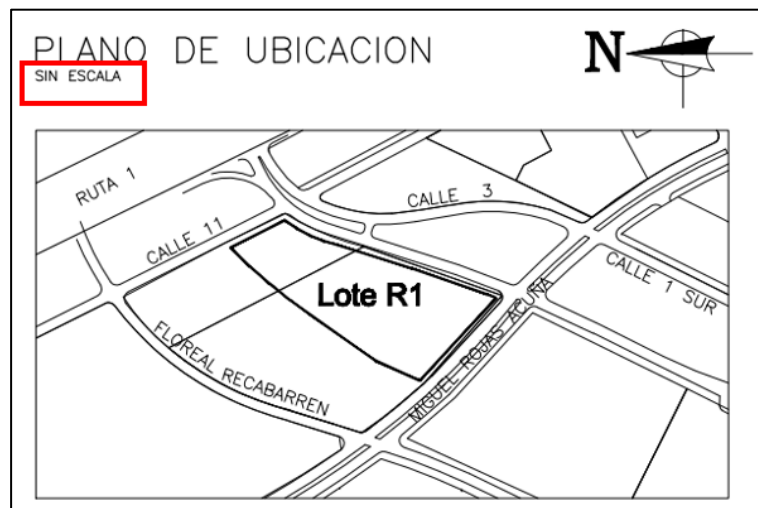 PLANO DE UBICACION
SIN ESCALA
N
RUTA 1
CALLE 3
CALLE 11
Lote R1
CALLE 1 SUR
MIGUEL ROJAS ACUÑA
FLOREAL RECABARREN